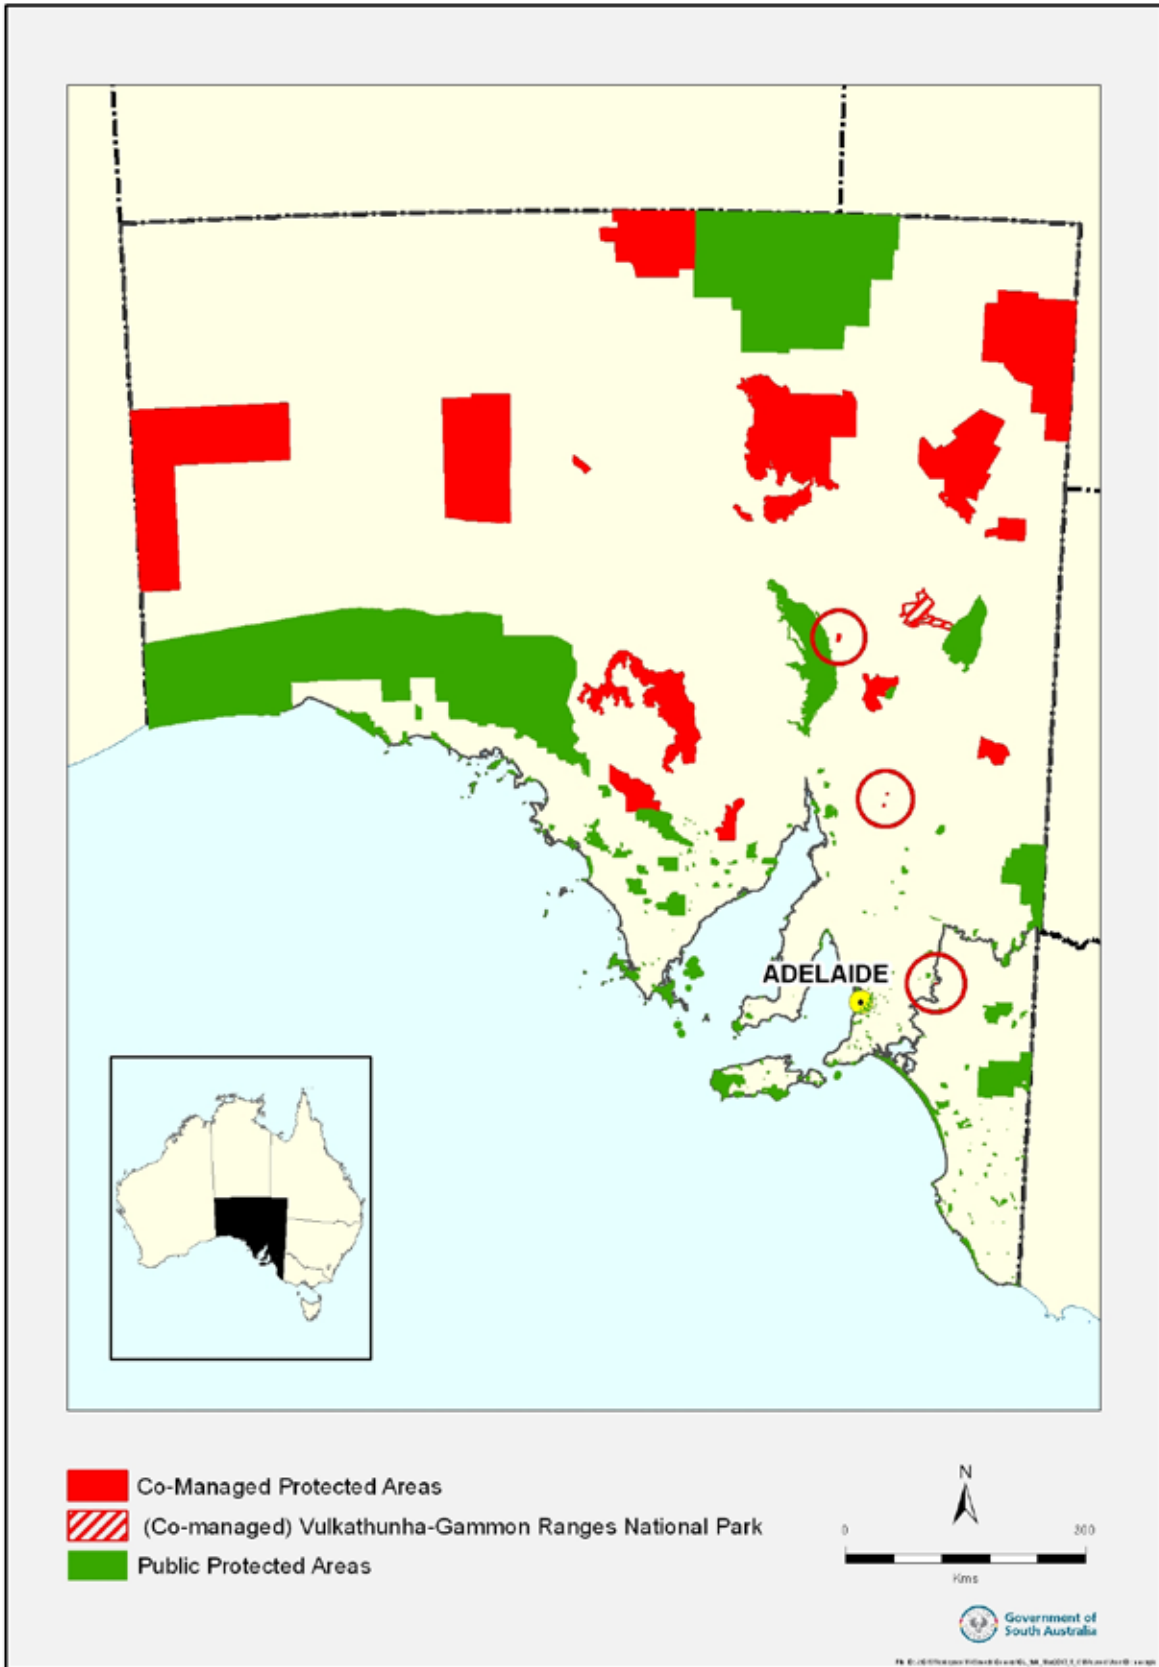 ADELAIDE
Co-Managed Protected Areas
(Co-managed) Vulkathunha-Gammon Ranges National Park
Public Protected Areas
N
0 200
Kms
Government of
South Australia